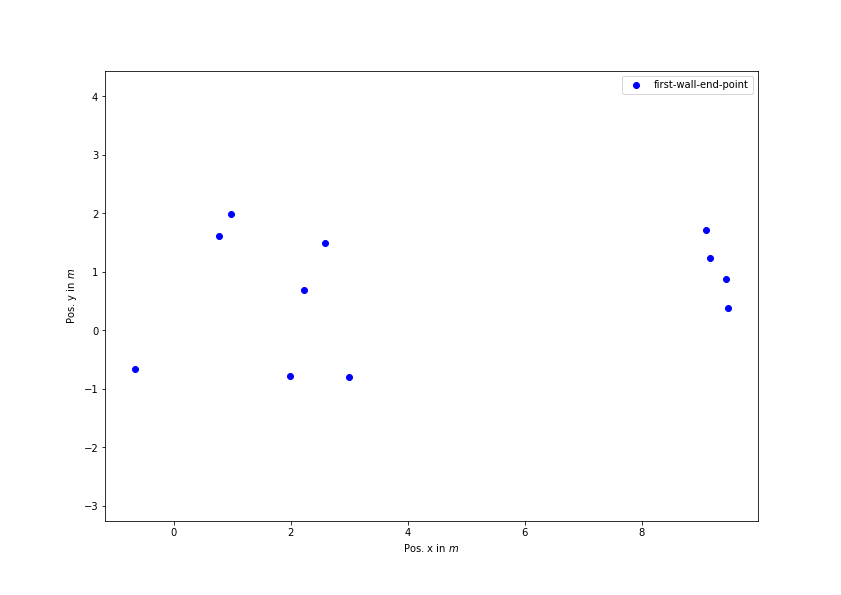 first-wall-end-point
4
3
2
1
0
−1
−2
−3
Pos. y in m
0 2 4 6 8
Pos. x in m